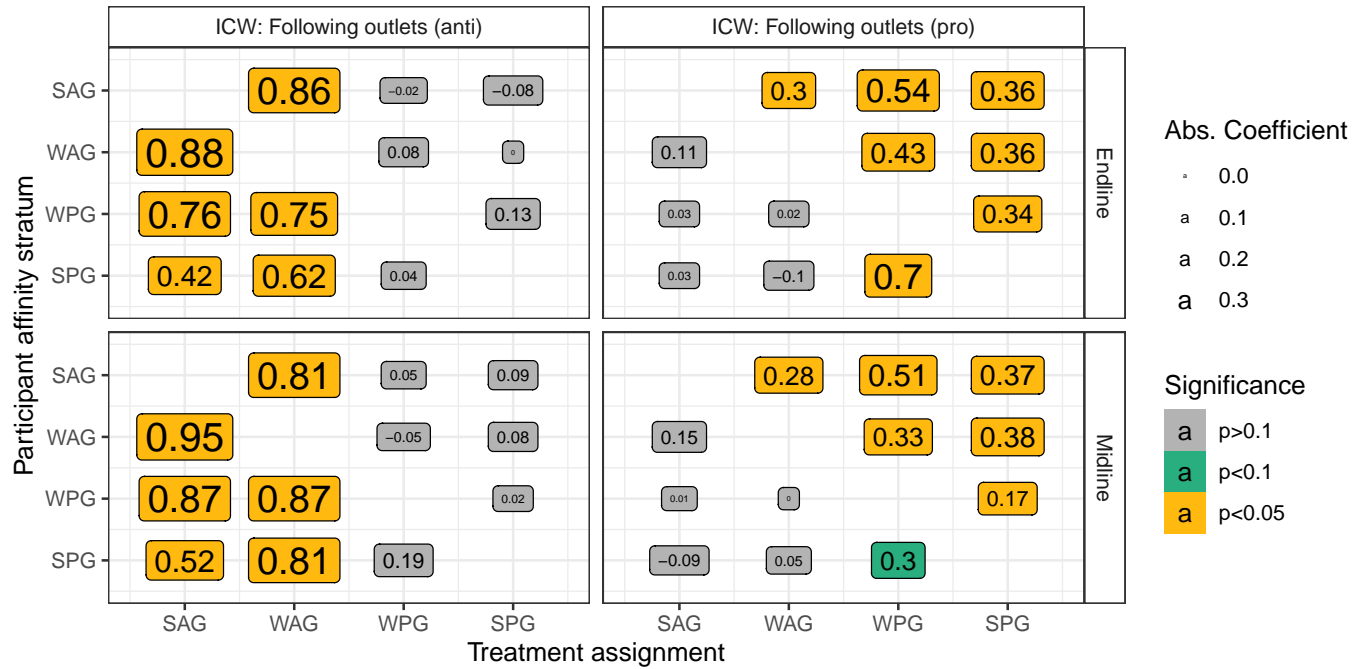 ICW: Following outlets (anti)
ICW: Following outlets (pro)
SAG 0.86 −0.02 −0.08 0.3 0.54 0.36
WAG 0.88 0.08 0 0.11 0.43 0.36
WPG 0.76 0.75 0.13 0.03 0.02 0.34
SPG 0.42 0.62 0.04 0.03 −0.1 0.7
Endline
SAG 0.81 0.05 0.09 0.28 0.51 0.37
WAG 0.95 −0.05 0.08 0.15 0.33 0.38
WPG 0.87 0.87 0.02 0.01 0 0.17
SPG 0.52 0.81 0.19 −0.09 0.05 0.3
Midline
SAG WAG WPG SPG SAG WAG WPG SPG
Treatment assignment
Participant affinity stratum
Abs. Coefficient
a 0.0
a 0.1
a 0.2
a 0.3
Significance
a p>0.1
a p<0.1
a p<0.05